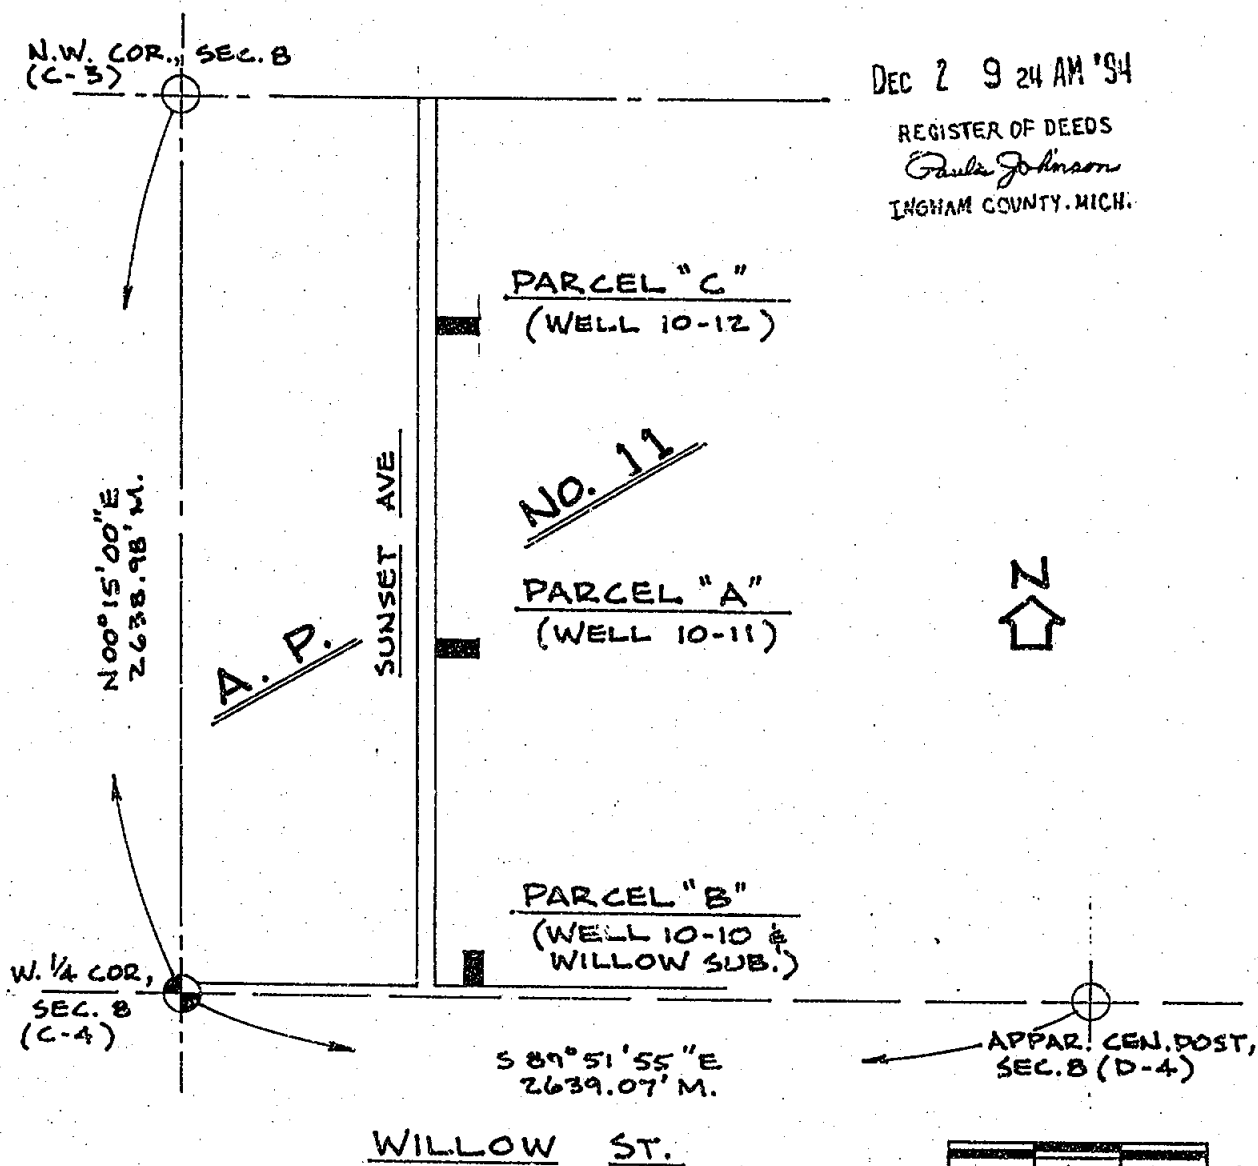 N.W. COR., SEC. 8
(C-3)
DEC 2 9 24 AM '94
REGISTER OF DEEDS
Paula Johnson
INGHAM COUNTY, MICH.
PARCEL "C"
(WELL 10-12)
No. 11
SUNSET AVE
N00°15'00"E
2638.98' M.
PARCEL "A"
(WELL 10-11)
N
A. P.
PARCEL "B"
(WELL 10-10 &
WILLOW SUB.)
W. 1/4 COR,
SEC. 8
(C-4)
S 89°51'55"E
2639.07' M.
APPAR. CEN. POST,
SEC. 8 (D-4)
WILLOW ST.